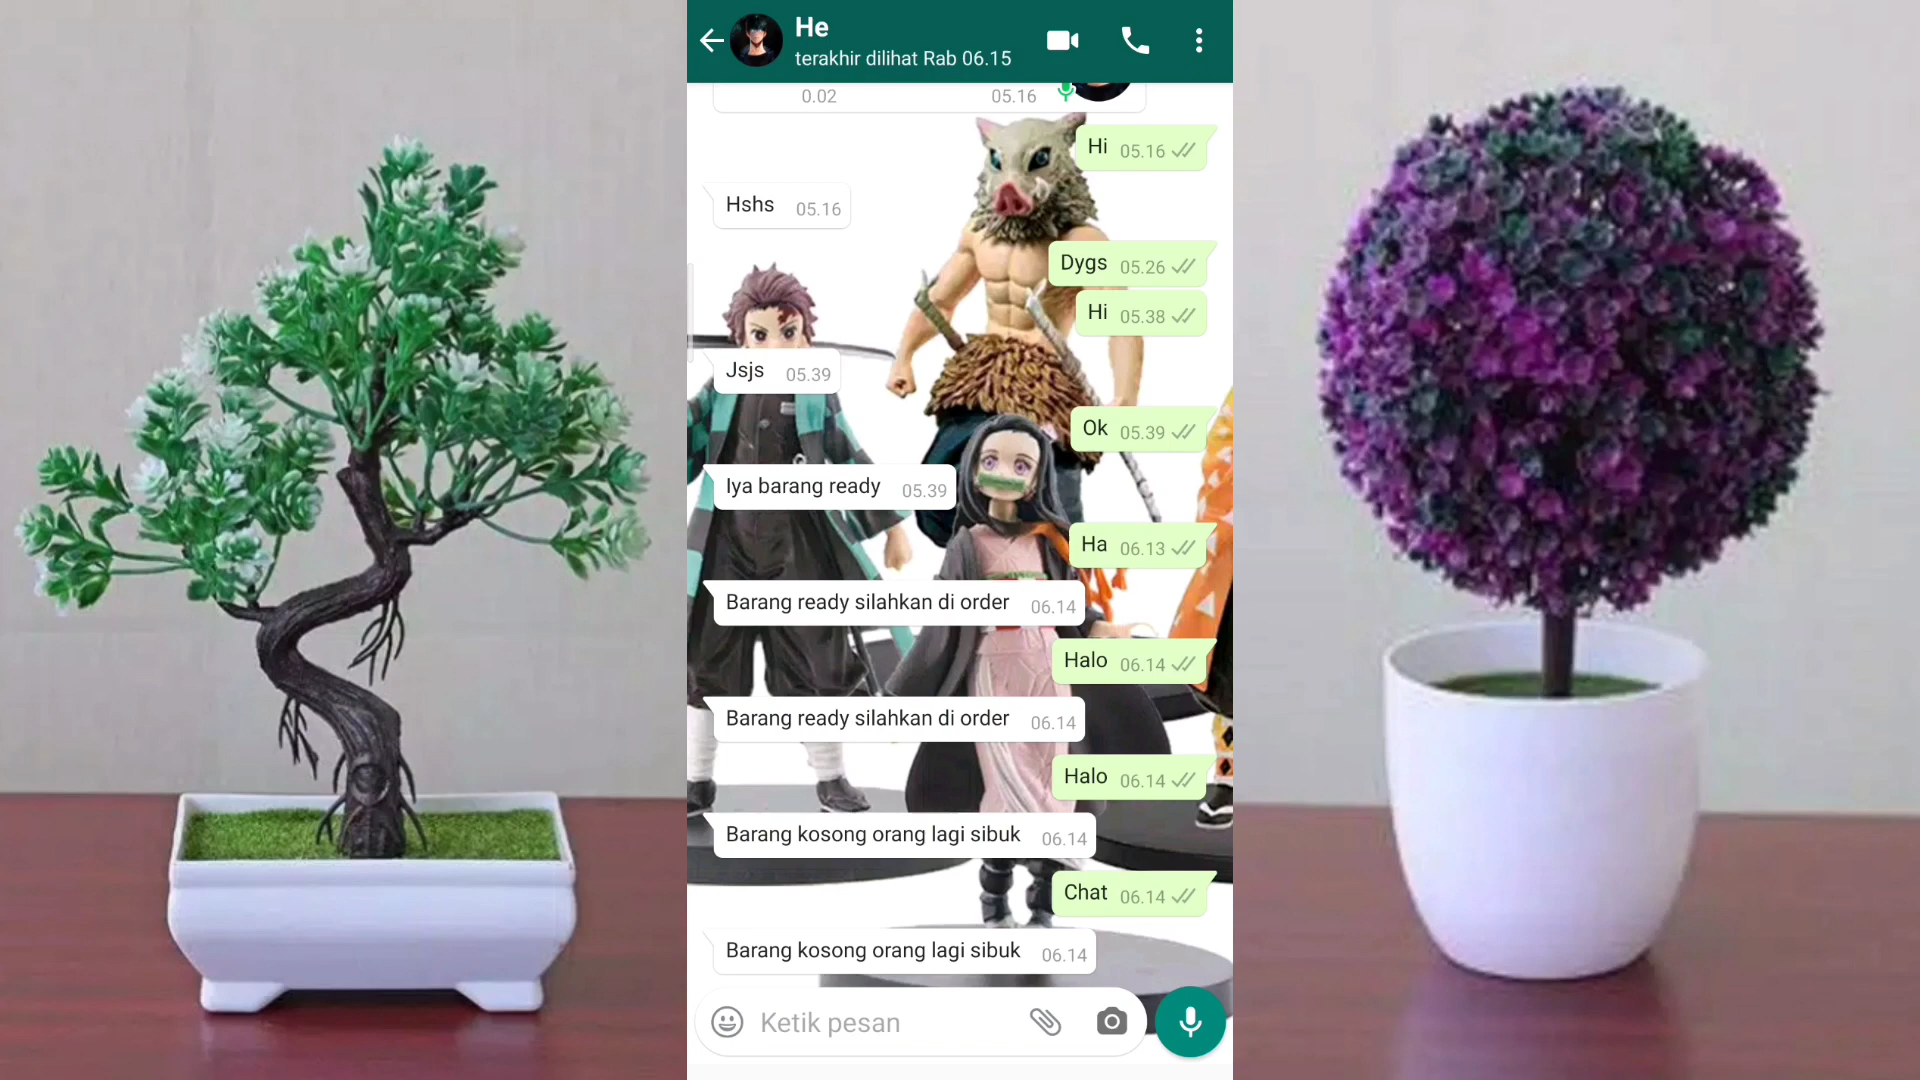 He
terakhir dilihat Rab 06.15
0.02 05.16
Hi 05.16
Hshs 05.16
Dygs 05.26
Hi 05.38
Jsjs 05.39
Ok 05.39
Iya barang ready 05.39
Ha 06.13
Barang ready silahkan di order 06.14
Halo 06.14
Barang ready silahkan di order 06.14
Halo 06.14
Barang kosong orang lagi sibuk 06.14
Chat 06.14
Barang kosong orang lagi sibuk 06.14
Ketik pesan